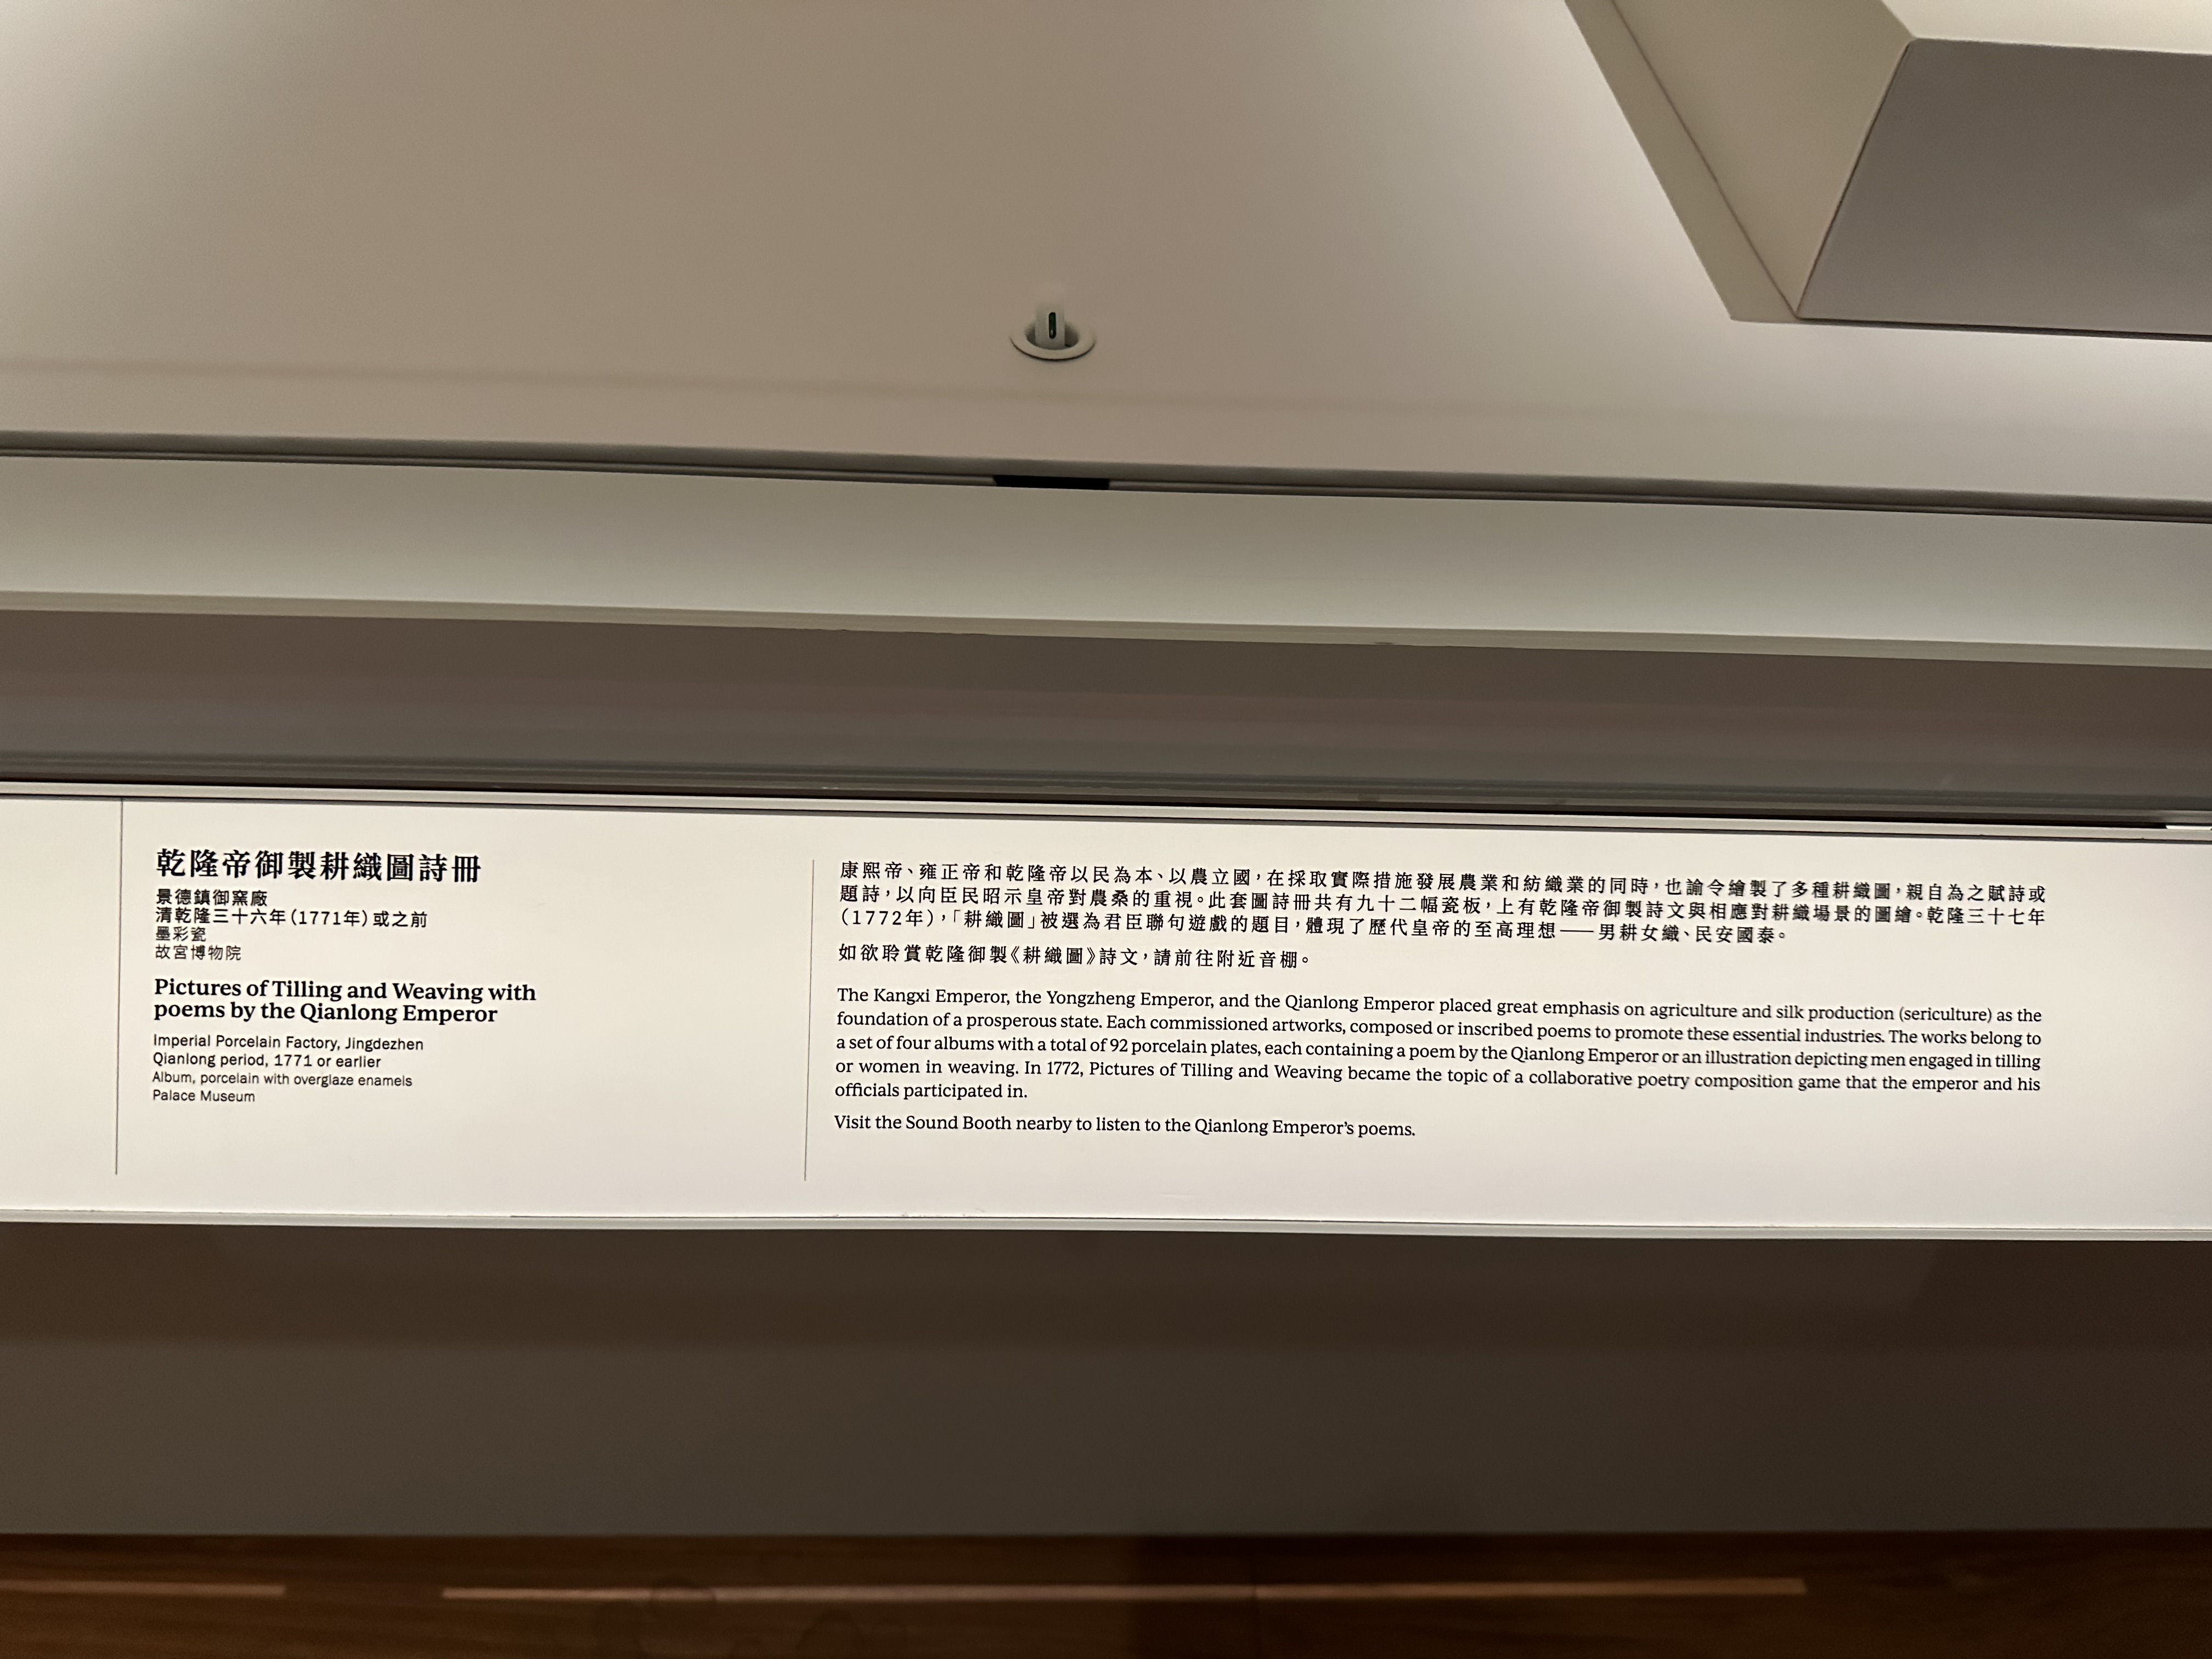 乾隆帝御製耕織圖詩冊
景德鎮御窯廠
清乾隆三十六年(1771年)或之前
墨彩瓷
故宮博物院
Pictures of Tilling and Weaving with
poems by the Qianlong Emperor
Imperial Porcelain Factory, Jingdezhen
Qianlong period, 1771 or earlier
Album, porcelain with overglaze enamels
Palace Museum
康熙帝、雍正帝和乾隆帝以民為本、以農立國,在採取實際措施發展農業和紡織業的同時,也諭令繪製了多種耕織圖,親自為之賦詩或
題詩,以向臣民昭示皇帝對農桑的重視。此套圖詩冊共有九十二幅瓷板,上有乾隆帝御製詩文與相應對耕織場景的圖繪。乾隆三十七年
(1772年),「耕織圖」被選為君臣聯句遊戲的題目,體現了歷代皇帝的至高理想——男耕女織、民安國泰。
如欲聆賞乾隆御製《耕織圖》詩文,請前往附近音棚。
The Kangxi Emperor, the Yongzheng Emperor, and the Qianlong Emperor placed great emphasis on agriculture and silk production (sericulture) as the
foundation of a prosperous state. Each commissioned artworks, composed or inscribed poems to promote these essential industries. The works belong to
a set of four albums with a total of 92 porcelain plates, each containing a poem by the Qianlong Emperor or an illustration depicting men engaged in tilling
or women in weaving. In 1772, Pictures of Tilling and Weaving became the topic of a collaborative poetry composition game that the emperor and his
officials participated in.
Visit the Sound Booth nearby to listen to the Qianlong Emperor's poems.